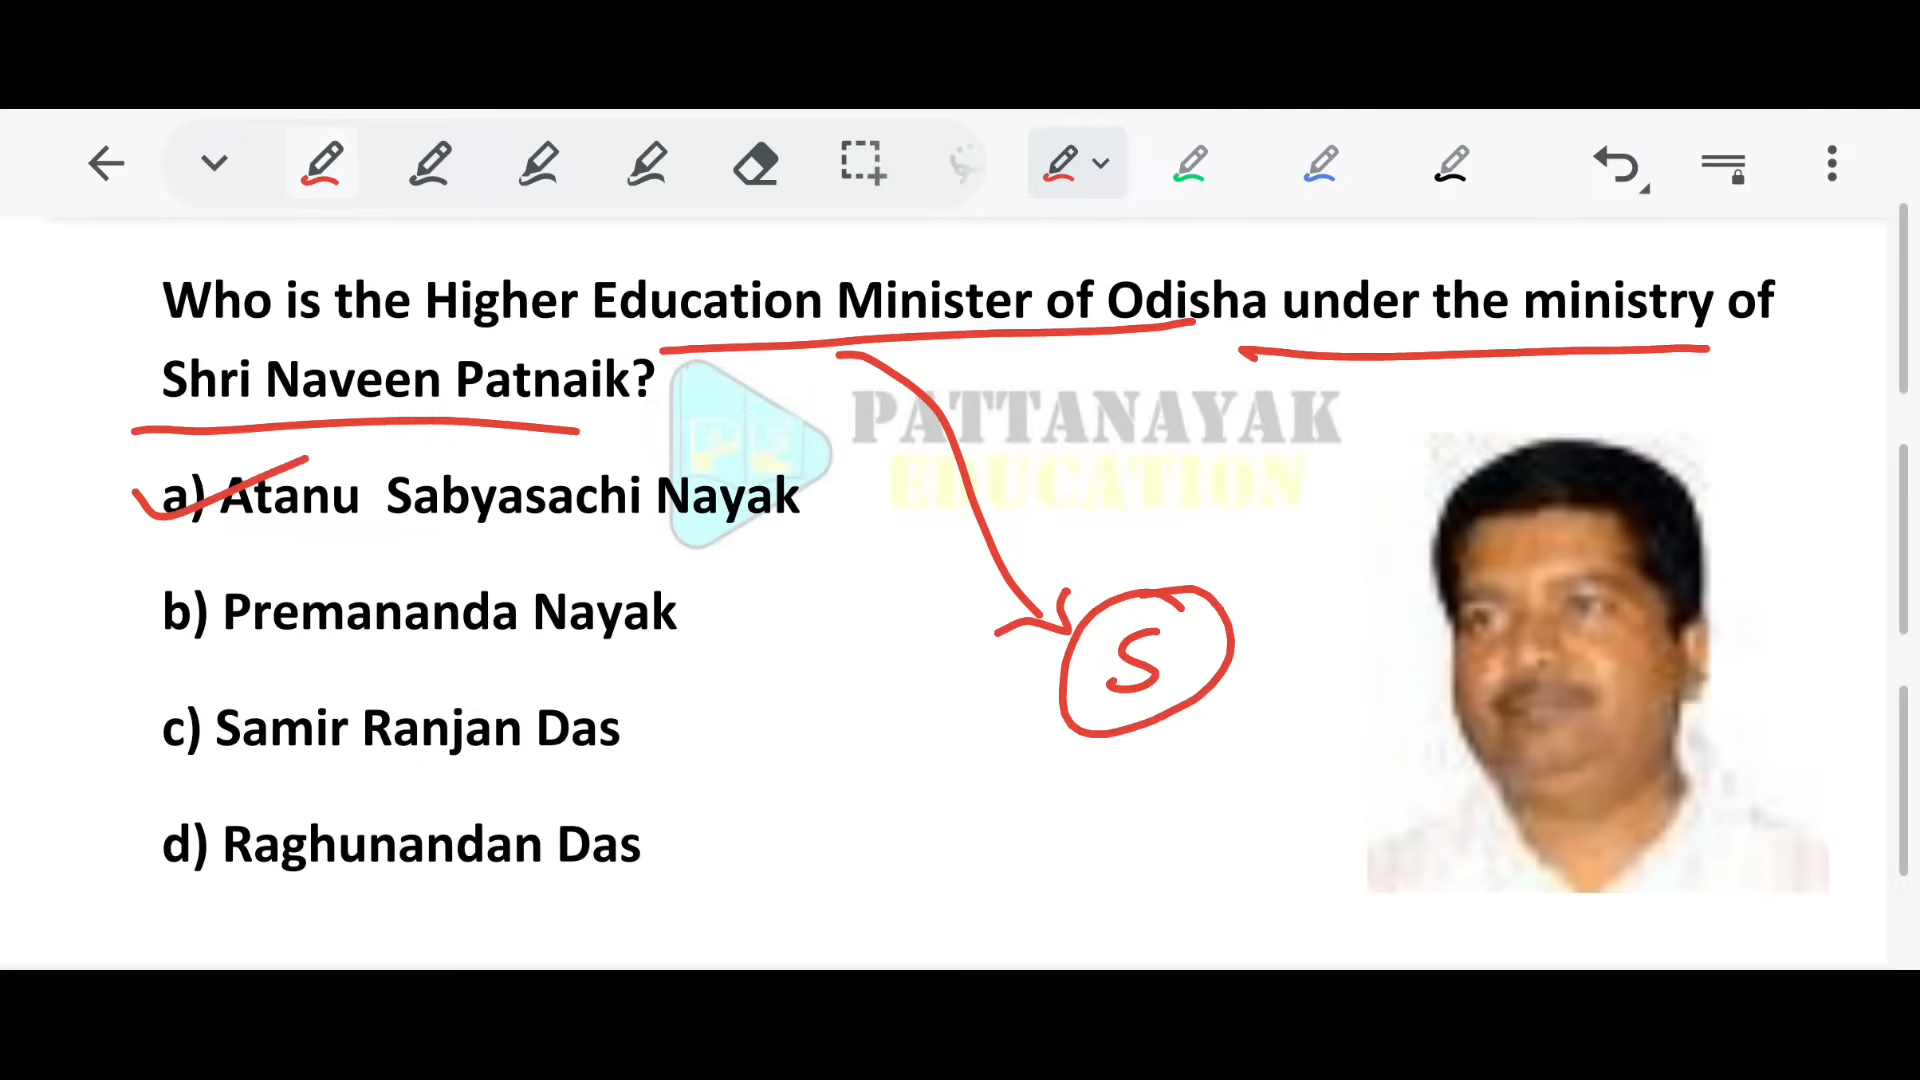 Who is the Higher Education Minister of Odisha under the ministry of
Shri Naveen Patnaik?
PE PATTANAYAK
EDUCATION
a) Atanu  Sabyasachi Nayak
b) Premananda Nayak
S
c) Samir Ranjan Das
d) Raghunandan Das